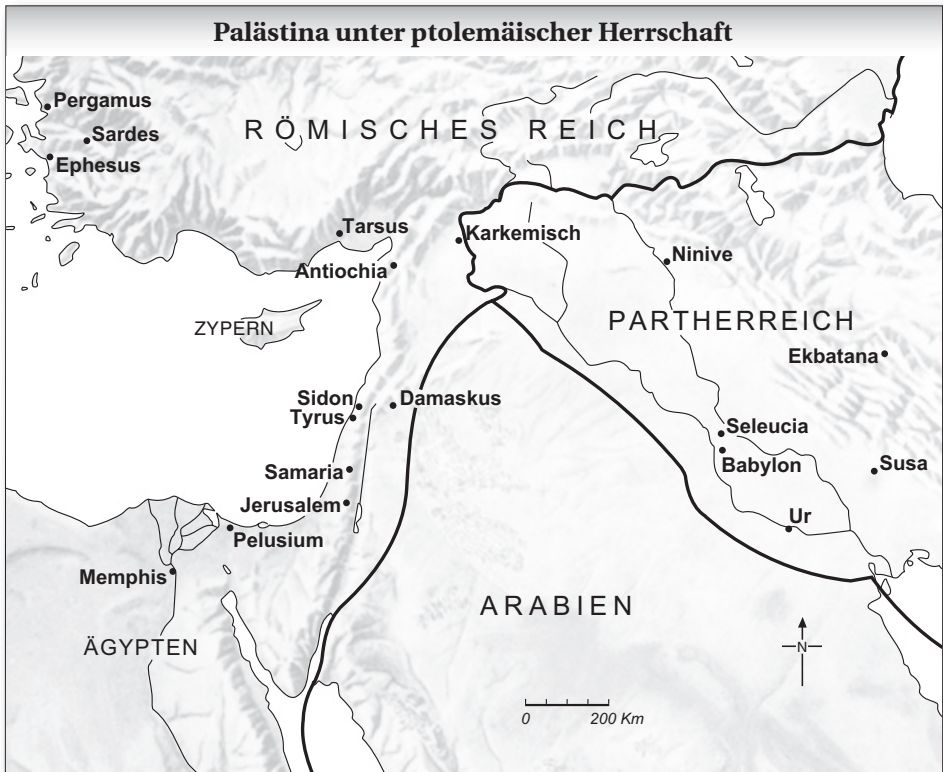 Palästina unter ptolemäischer Herrschaft
Pergamus
Sardes
RÖMISCHES REICH
Ephesus
Tarsus
Karkemisch
Antiochia
Ninive
ZYPERN
PARTHERREICH
Ekbatana
Sidon
Damaskus
Tyrus
Seleucia
Samaria
Babylon
Susa
Jerusalem
Ur
Pelusium
Memphis
ARABIEN
ÄGYPTEN
N
0 200 Km